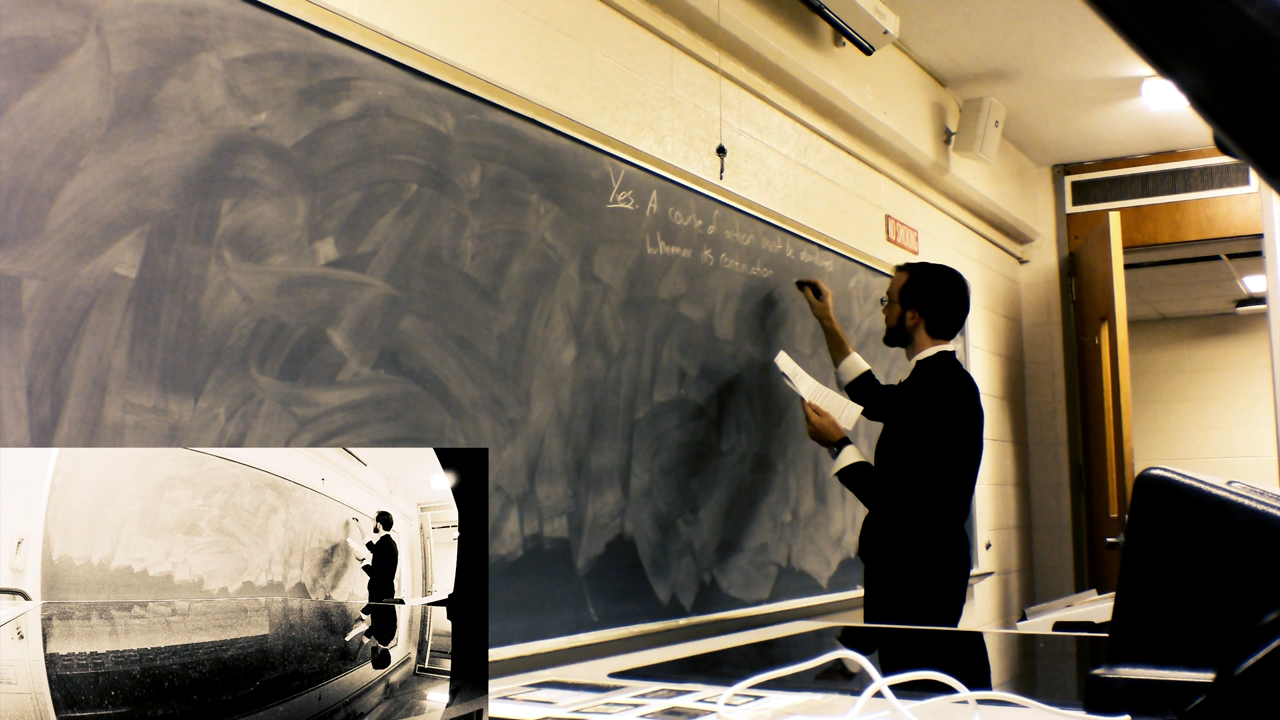 Yes. A course of action must be abandoned
whenever its continuation
NO SMOKING